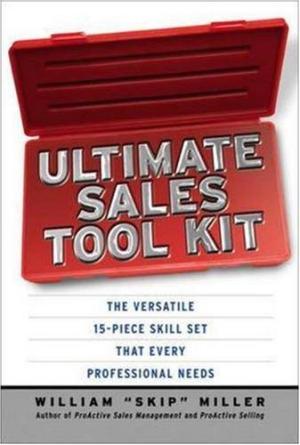 ULTIMATE
SALES
TOOL KIT
THE VERSATILE
15-PIECE SKILL SET
THAT EVERY
PROFESSIONAL NEEDS
WILLIAM "SKIP" MILLER
Author of ProActive Sales Management and ProActive Selling